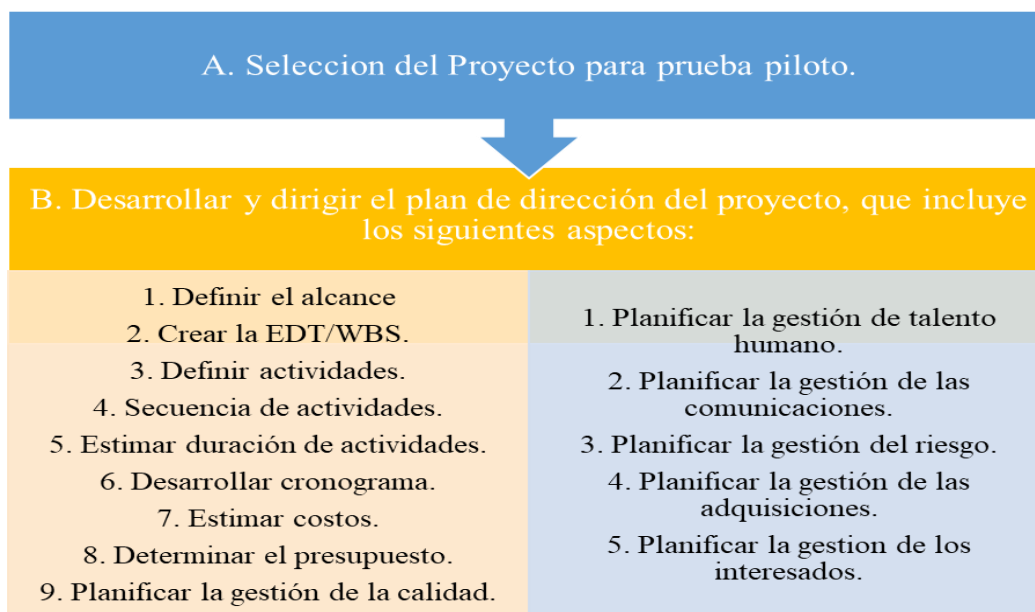 A. Seleccion del Proyecto para prueba piloto.
B. Desarrollar y dirigir el plan de dirección del proyecto, que incluye
los siguientes aspectos:
1. Definir el alcance
2. Crear la EDT/WBS.
3. Definir actividades.
4. Secuencia de actividades.
5. Estimar duración de actividades.
6. Desarrollar cronograma.
7. Estimar costos.
8. Determinar el presupuesto.
9. Planificar la gestión de la calidad.
1. Planificar la gestión de talento
humano.
2. Planificar la gestión de las
comunicaciones.
3. Planificar la gestión del riesgo.
4. Planificar la gestión de las
adquisiciones.
5. Planificar la gestion de los
interesados.